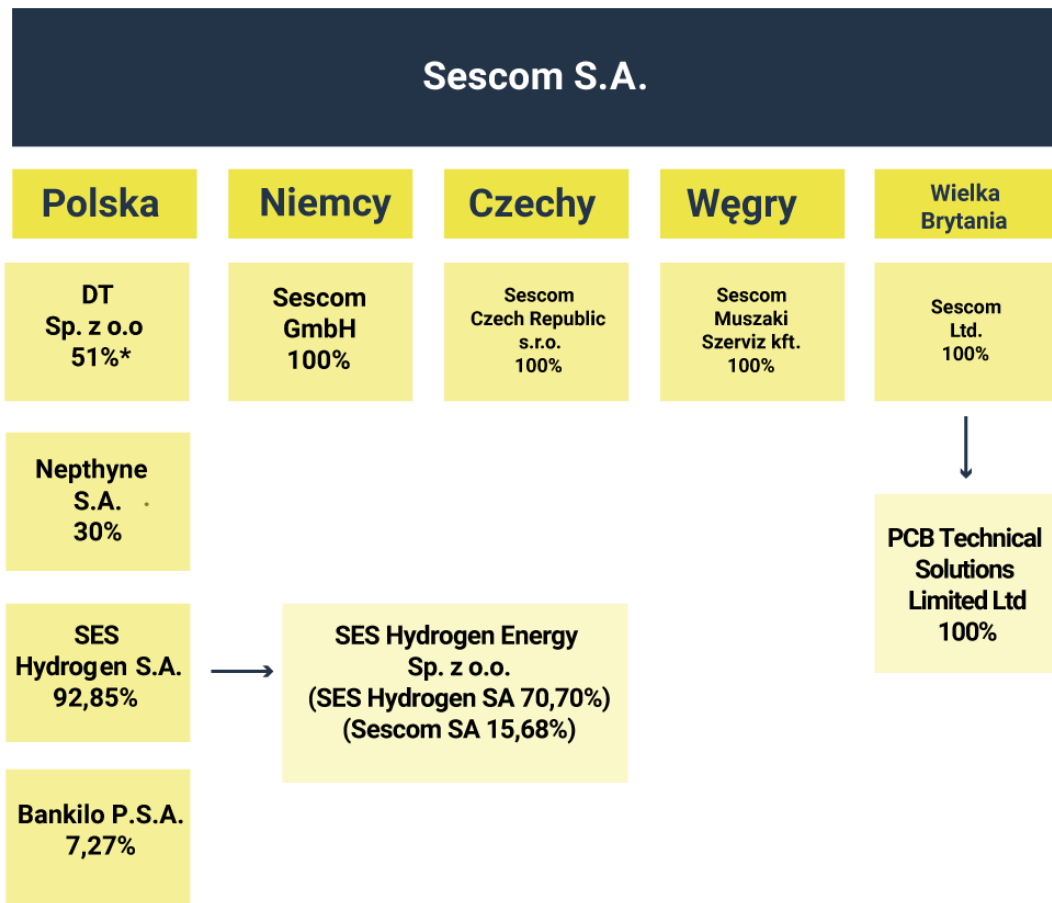 Sescom S.A.
Polska
Niemcy
Czechy
Węgry
Wielka
Brytania
DT
Sp. z o.o
51%*
Sescom
GmbH
100%
Sescom
Czech Republic
s.r.o.
100%
Sescom
Muszaki
Szerviz kft.
100%
Sescom
Ltd.
100%
Nepthyne
S.A.
30%
PCB Technical
Solutions
Limited Ltd
100%
SES
Hydrogen S.A.
92,85%
SES Hydrogen Energy
Sp. z o.o.
(SES Hydrogen SA 70,70%)
(Sescom SA 15,68%)
Bankilo P.S.A.
7,27%